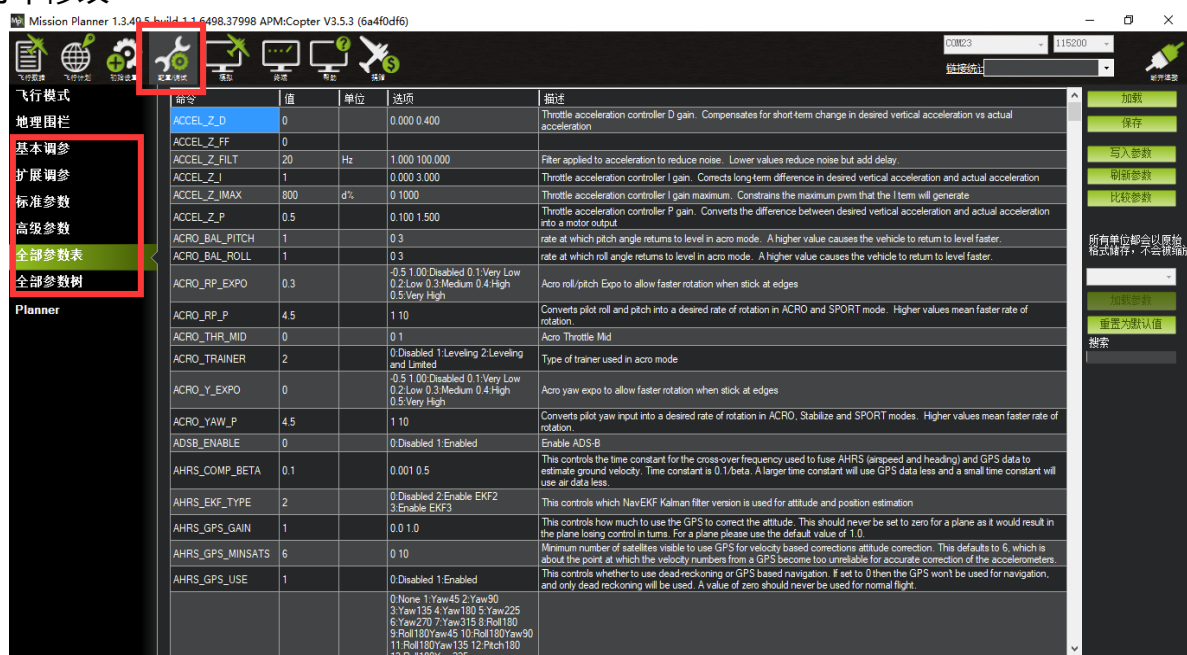 Mission Planner 1.3.49.5 build 1.1.6498.37998 APM:Copter V3.5.3 (6a4f0df6)
飞行数据 飞行计划 初始设置 配置/调试 模拟 终端 帮助 捐赠
COM23 115200
链接统计
断开连接
飞行模式
地理围栏
基本调参
扩展调参
标准参数
高级参数
全部参数表
全部参数树
Planner
命令 值 单位 选项 描述
ACCEL_Z_D 0 0.000 0.400 Throttle acceleration controller D gain. Compensates for short-term change in desired vertical acceleration vs actual
acceleration
ACCEL_Z_FF 0
ACCEL_Z_FILT 20 Hz 1.000 100.000 Filter applied to acceleration to reduce noise. Lower values reduce noise but add delay.
ACCEL_Z_I 1 0.000 3.000 Throttle acceleration controller I gain. Corrects long-term difference in desired vertical acceleration and actual acceleration
ACCEL_Z_IMAX 800 d% 0 1000 Throttle acceleration controller I gain maximum. Constrains the maximum pwm that the I term will generate
ACCEL_Z_P 0.5 0.100 1.500 Throttle acceleration controller P gain. Converts the difference between desired vertical acceleration and actual acceleration
into a motor output
ACRO_BAL_PITCH 1 0 3 rate at which pitch angle returns to level in acro mode. A higher value causes the vehicle to return to level faster.
ACRO_BAL_ROLL 1 0 3 rate at which roll angle returns to level in acro mode. A higher value causes the vehicle to return to level faster.
ACRO_RP_EXPO 0.3 -0.5 1.00:Disabled 0.1:Very Low
0.2:Low 0.3:Medium 0.4:High
0.5:Very High
Acro roll/pitch Expo to allow faster rotation when stick at edges
ACRO_RP_P 4.5 1 10 Converts pilot roll and pitch into a desired rate of rotation in ACRO and SPORT mode. Higher values mean faster rate of
rotation.
ACRO_THR_MID 0 0 1 Acro Throttle Mid
ACRO_TRAINER 2 0:Disabled 1:Leveling 2:Leveling
and Limited
Type of trainer used in acro mode
ACRO_Y_EXPO 0 -0.5 1.00:Disabled 0.1:Very Low
0.2:Low 0.3:Medium 0.4:High
0.5:Very High
Acro yaw expo to allow faster rotation when stick at edges
ACRO_YAW_P 4.5 1 10 Converts pilot yaw input into a desired rate of rotation in ACRO, Stabilize and SPORT modes. Higher values mean faster rate of
rotation.
ADSB_ENABLE 0 0:Disabled 1:Enabled Enable ADS-B
AHRS_COMP_BETA 0.1 0.001 0.5 This controls the time constant for the cross-over frequency used to fuse AHRS (airspeed and heading) and GPS data to
estimate ground velocity. Time constant is 0.1/beta. A larger time constant will use GPS data less and a small time constant will
use air data less.
AHRS_EKF_TYPE 2 0:Disabled 2:Enable EKF2
3:Enable EKF3
This controls which NavEKF Kalman filter version is used for attitude and position estimation
AHRS_GPS_GAIN 1 0.0 1.0 This controls how much to use the GPS to correct the attitude. This should never be set to zero for a plane as it would result in
the plane losing control in turns. For a plane please use the default value of 1.0.
AHRS_GPS_MINSATS 6 0 10 Minimum number of satellites visible to use GPS for velocity based corrections attitude correction. This defaults to 6, which is
about the point at which the velocity numbers from a GPS become too unreliable for accurate correction of the accelerometers.
AHRS_GPS_USE 1 0:Disabled 1:Enabled This controls whether to use dead-reckoning or GPS based navigation. If set to 0 then the GPS won't be used for navigation,
and only dead reckoning will be used. A value of zero should never be used for normal flight.
0:None 1:Yaw45 2:Yaw90
3:Yaw135 4:Yaw180 5:Yaw225
6:Yaw270 7:Yaw315 8:Roll180
9:Roll180Yaw45 10:Roll180Yaw90
11:Roll180Yaw135 12:Pitch180
加载
保存
写入参数
刷新参数
比较参数
所有单位都会以原始
格式储存，不会被缩放
加载参数
重置为默认值
搜索